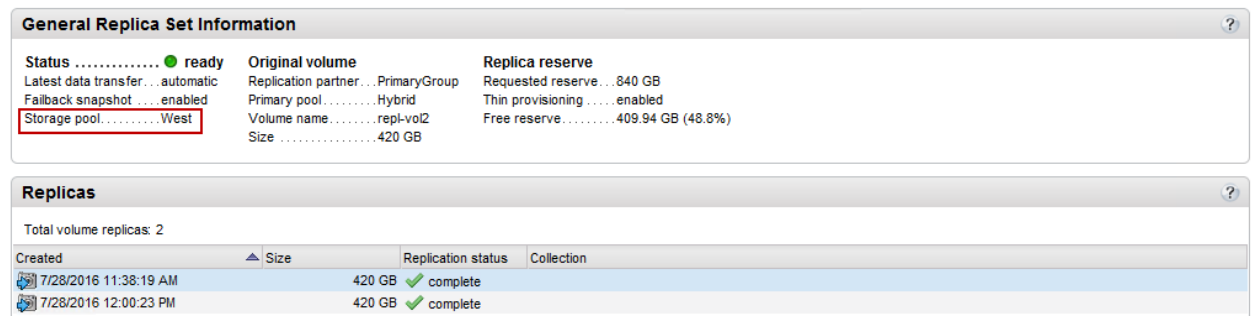 General Replica Set Information
Status .............. ready
Latest data transfer...automatic
Failback snapshot ....enabled
Storage pool..........West
Original volume
Replication partner...PrimaryGroup
Primary pool.........Hybrid
Volume name........repl-vol2
Size .................420 GB
Replica reserve
Requested reserve...840 GB
Thin provisioning .....enabled
Free reserve.........409.94 GB (48.8%)
Replicas
Total volume replicas: 2
Created Size Replication status Collection
7/28/2016 11:38:19 AM 420 GB complete
7/28/2016 12:00:23 PM 420 GB complete